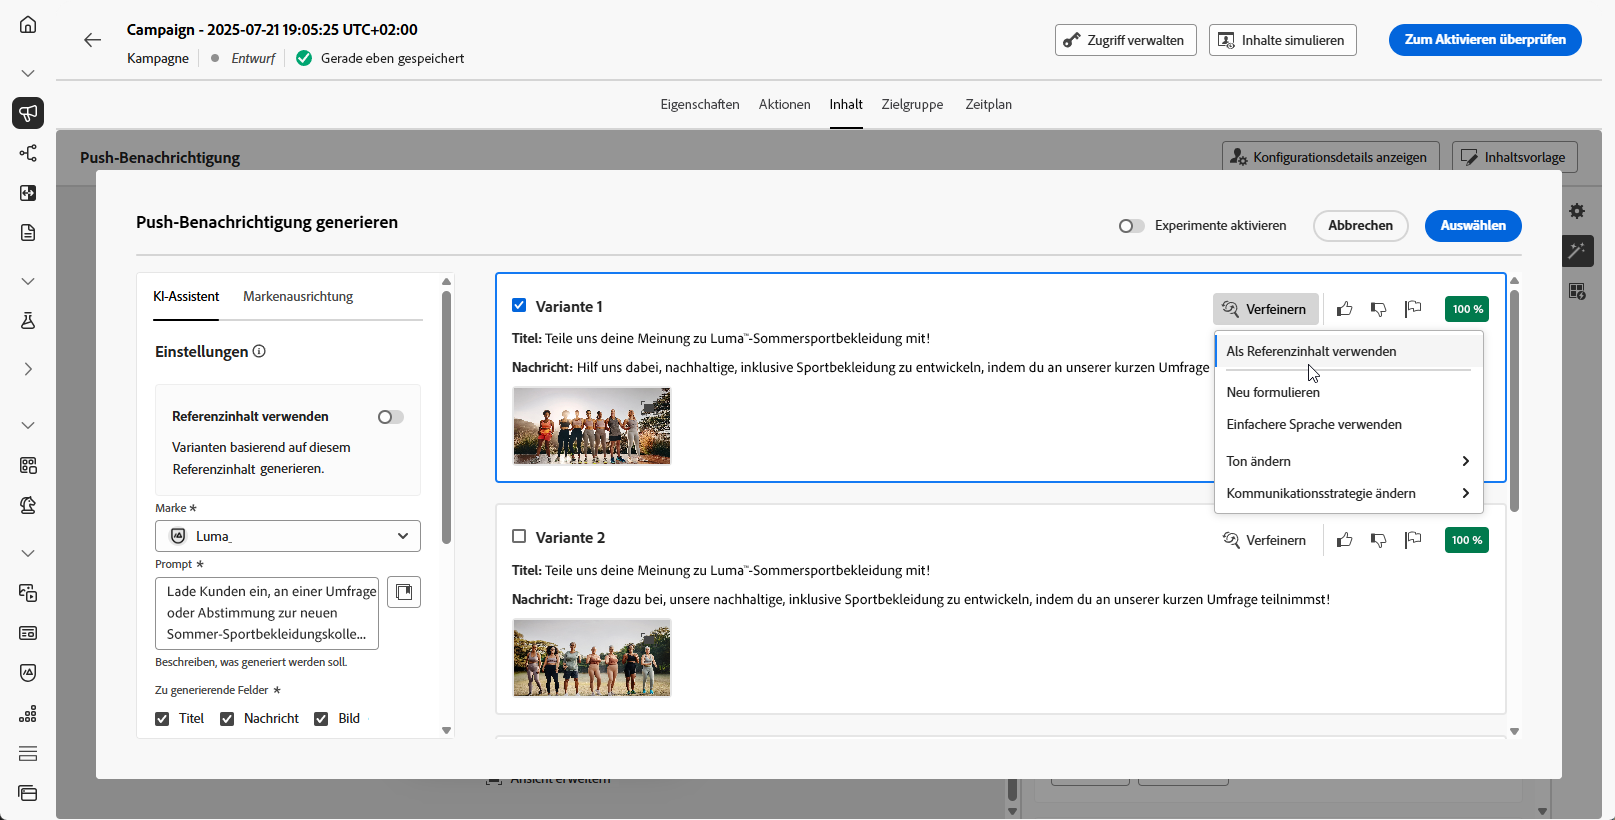 Campaign - 2025-07-21 19:05:25 UTC+02:00
Kampagne
Entwurf
Gerade eben gespeichert
Zugriff verwalten
Inhalte simulieren
Zum Aktivieren überprüfen
Eigenschaften
Aktionen
Inhalt
Zielgruppe
Zeitplan
Push-Benachrichtigung
Konfigurationsdetails anzeigen
Inhaltsvorlage
Push-Benachrichtigung generieren
Experimente aktivieren
Abbrechen
Auswählen
KI-Assistent
Markenausrichtung
Einstellungen
Referenzinhalt verwenden
Varianten basierend auf diesem
Referenzinhalt generieren.
Marke *
Luma_
Prompt *
Lade Kunden ein, an einer Umfrage
oder Abstimmung zur neuen
Sommer-Sportbekleidungskolle...
Beschreiben, was generiert werden soll.
Zu generierende Felder *
Titel
Nachricht
Bild
Variante 1
Verfeinern
100 %
Titel: Teile uns deine Meinung zu Luma™-Sommersportbekleidung mit!
Nachricht: Hilf uns dabei, nachhaltige, inklusive Sportbekleidung zu entwickeln, indem du an unserer kurzen Umfrage
Als Referenzinhalt verwenden
Neu formulieren
Einfachere Sprache verwenden
Ton ändern
Kommunikationsstrategie ändern
Variante 2
Verfeinern
100 %
Titel: Teile uns deine Meinung zu Luma™-Sommersportbekleidung mit!
Nachricht: Trage dazu bei, unsere nachhaltige, inklusive Sportbekleidung zu entwickeln, indem du an unserer kurzen Umfrage teilnimmst!
Ansicht erweitern